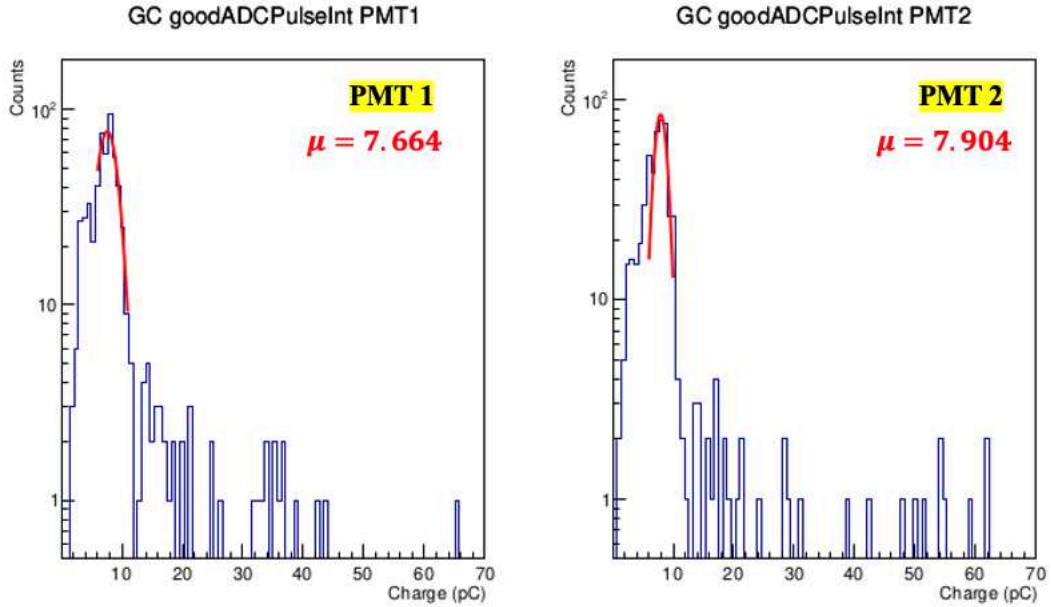 GC goodADCPulseInt PMT1
Counts
PMT 1
μ = 7.664
10²
10
1
10 20 30 40 50 60 70
Charge (pC)
GC goodADCPulseInt PMT2
Counts
PMT 2
μ = 7.904
10²
10
1
10 20 30 40 50 60 70
Charge (pC)